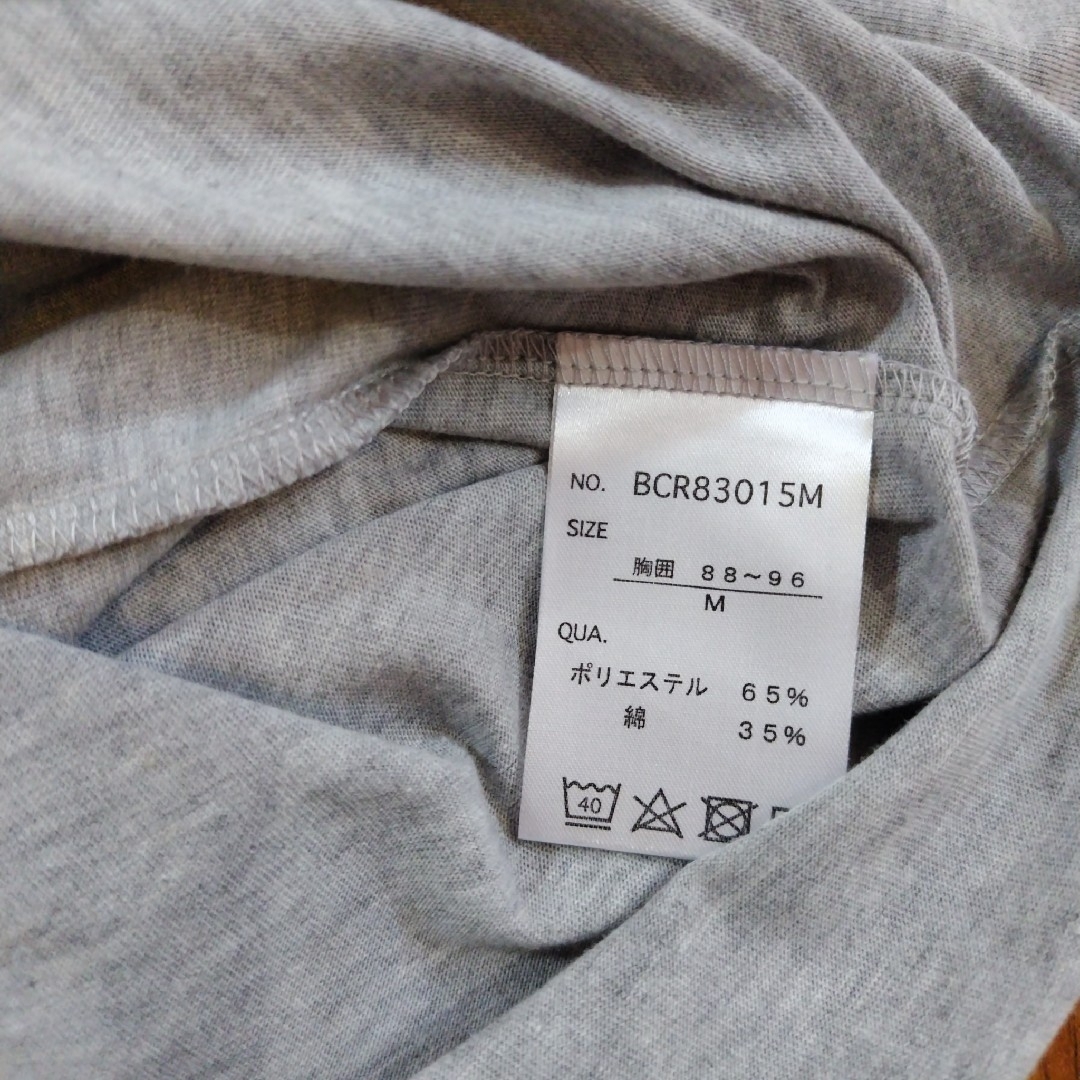 NO. BCR83015M
SIZE
胸囲 88～96
M
QUA.
ポリエステル 65%
綿 35%
40